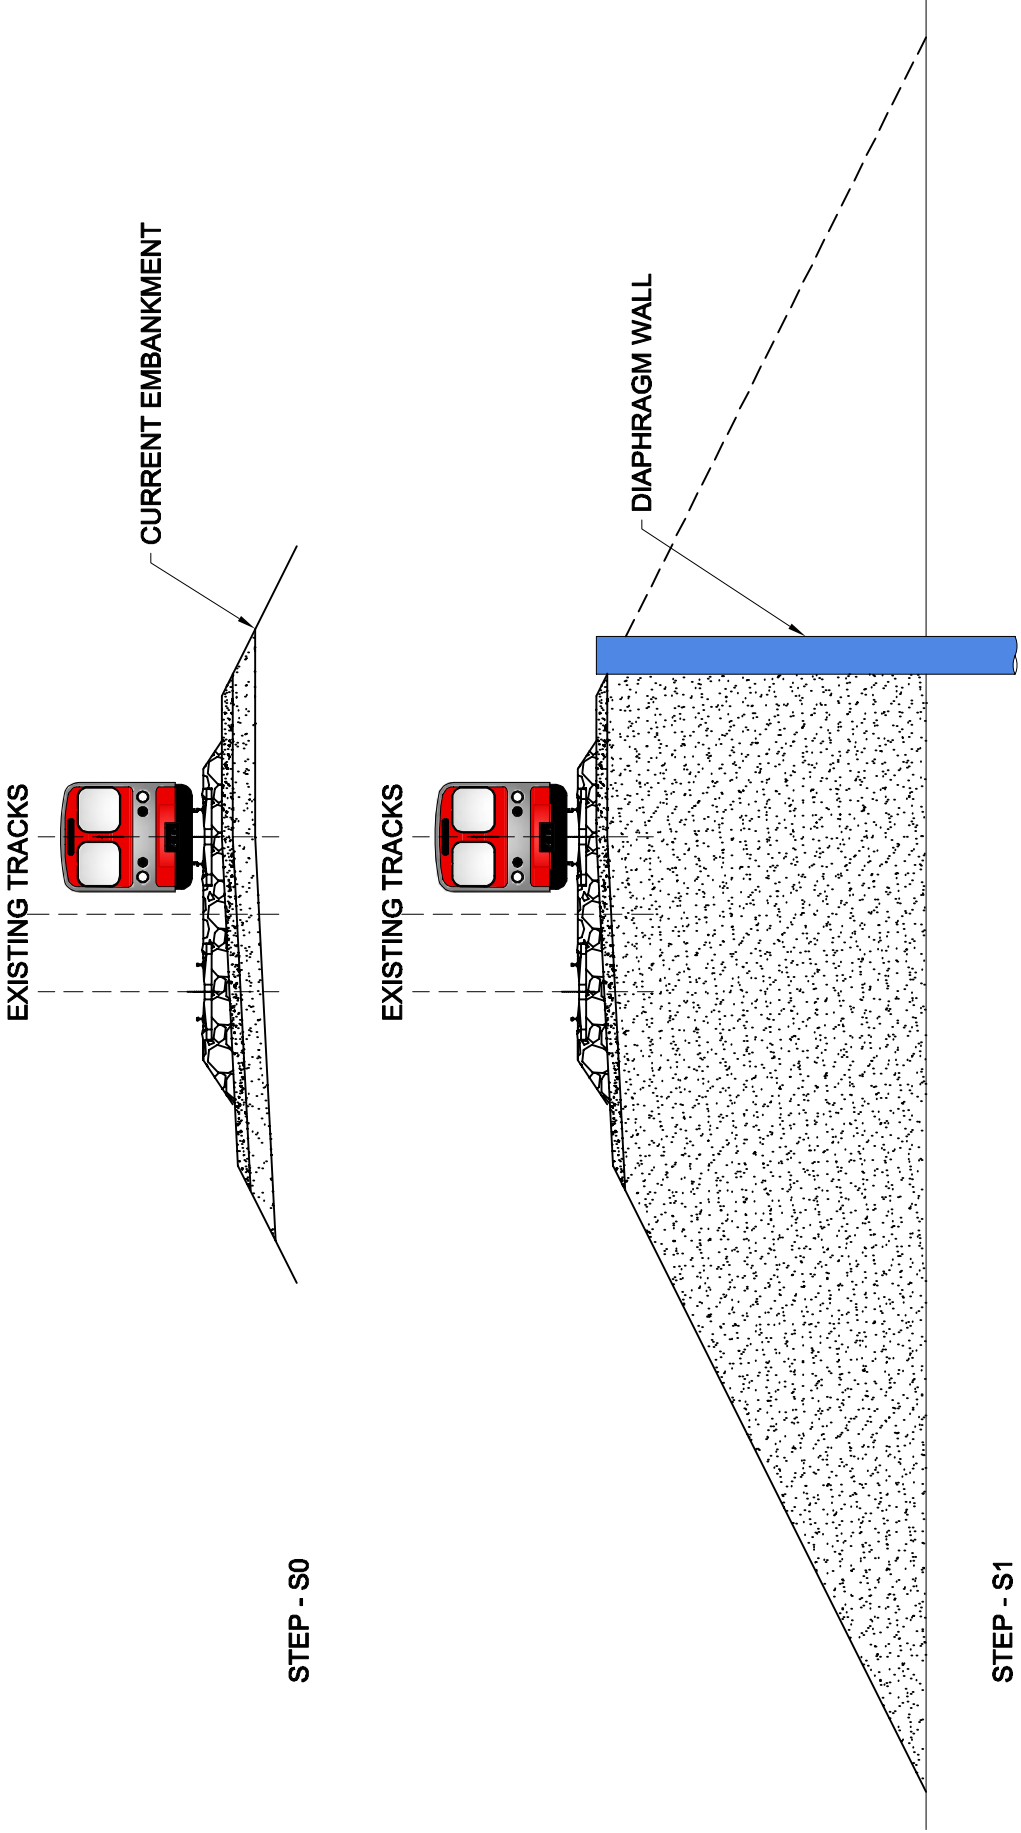 EXISTING TRACKS
CURRENT EMBANKMENT
STEP - S0
EXISTING TRACKS
DIAPHRAGM WALL
STEP - S1